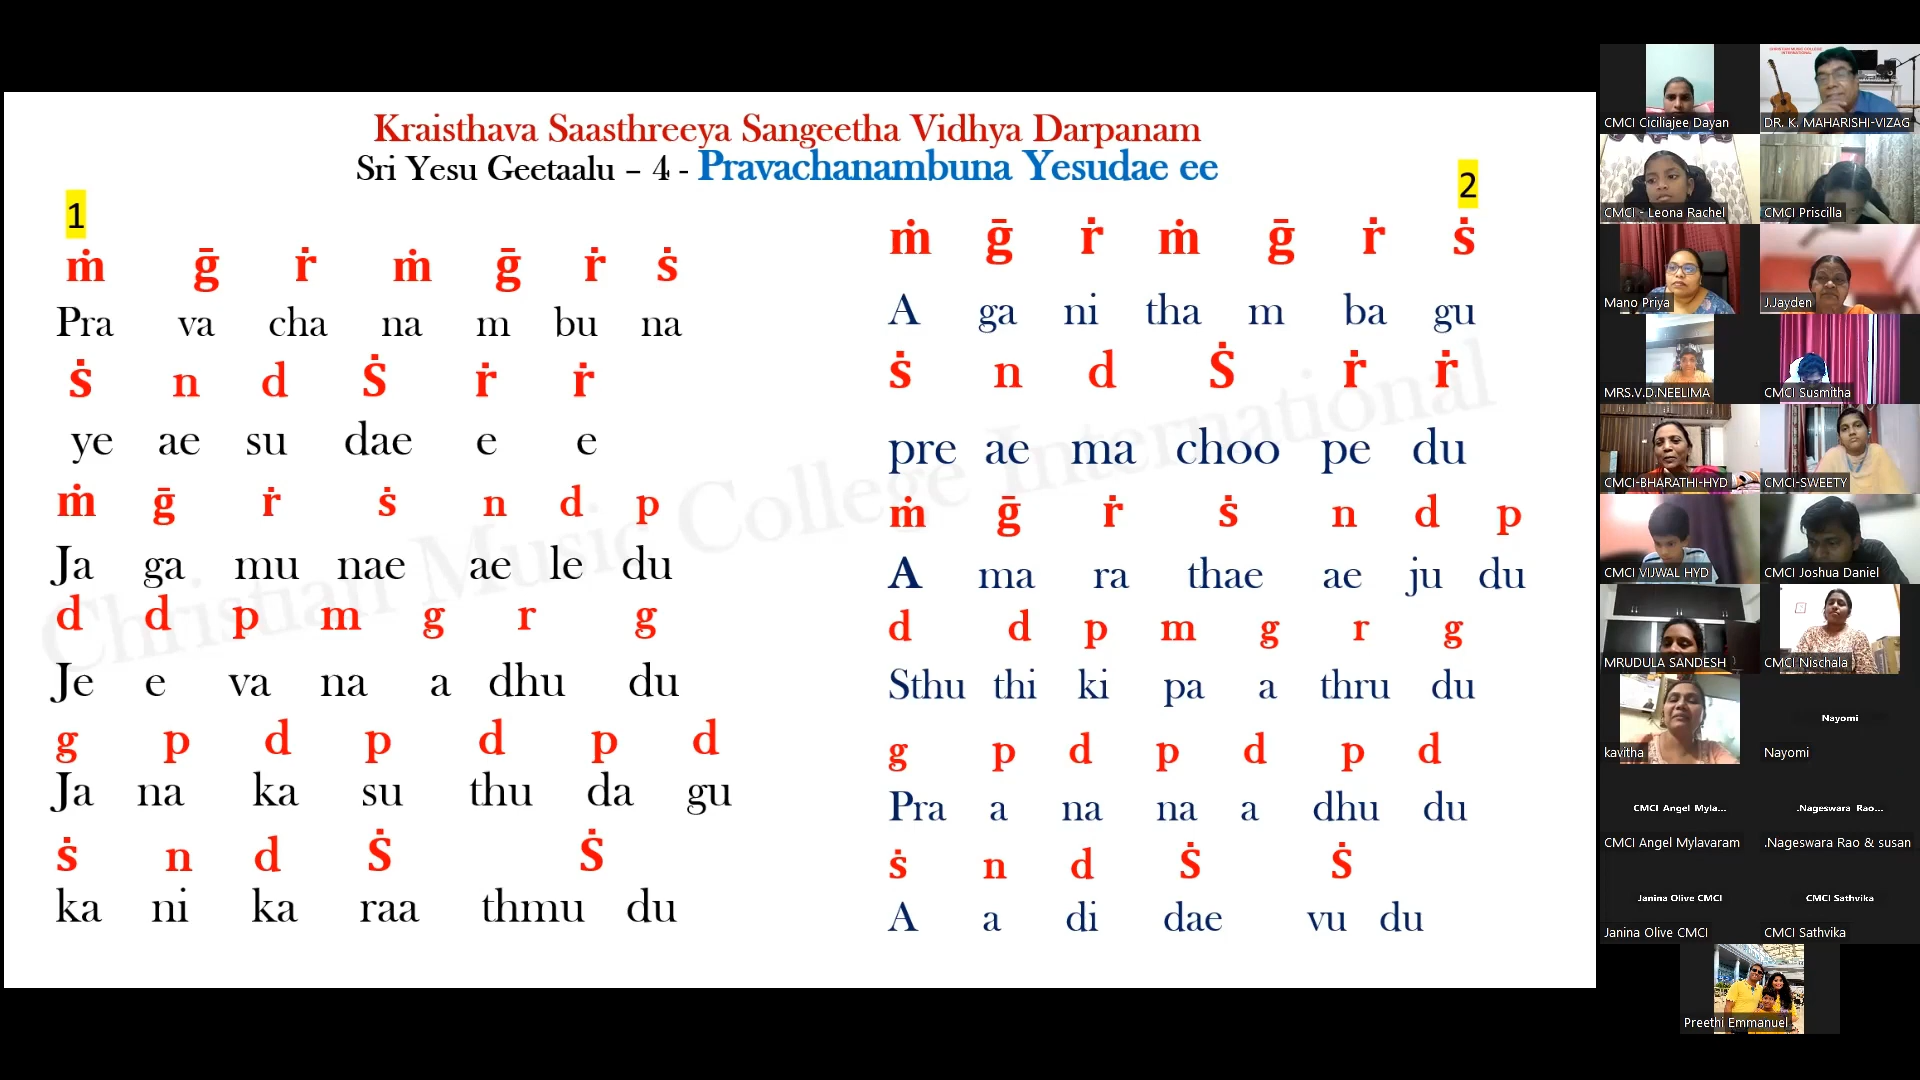 Kraisthava Saasthreeya Sangeetha Vidhya Darpanam
Sri Yesu Geetaalu – 4 - Pravachanambuna Yesudae ee
1
ṁ ḡ ṙ ṁ ḡ ṙ ṡ
Pra va cha na m bu na
ṡ n d Ṡ ṙ ṙ
ye ae su dae e e
ṁ ḡ ṙ ṡ n d p
Ja ga mu nae ae le du
d d p m g r g
Je e va na a dhu du
g p d p d p d
Ja na ka su thu da gu
ṡ n d Ṡ Ṡ
ka ni ka raa thmu du
2
ṁ ḡ ṙ ṁ ḡ ṙ ṡ
A ga ni tha m ba gu
ṡ n d Ṡ ṙ ṙ
pre ae ma choo pe du
ṁ ḡ ṙ ṡ n d p
A ma ra thae ae ju du
d d p m g r g
Sthu thi ki pa a thru du
g p d p d p d
Pra a na na a dhu du
ṡ n d Ṡ Ṡ
A a di dae vu du
Christian Music College International
CMCI Ciciliajee Dayan
CHRISTIAN MUSIC COLLEGE
INTERNATIONAL
DR. K. MAHARISHI-VIZAG
CMCI - Leona Rachel
CMCI Priscilla
Mano Priya
J.Jayden
MRS.V.D.NEELIMA
CMCI Susmitha
CMCI-BHARATHI-HYD
CMCI-SWEETY
CMCI VIJWAL HYD
CMCI Joshua Daniel
MRUDULA SANDESH
CMCI Nischala
kavitha
Nayomi
Nayomi
CMCI Angel Myla...
CMCI Angel Mylavaram
.Nageswara Rao...
.Nageswara Rao & susan
Janina Olive CMCI
Janina Olive CMCI
CMCI Sathvika
CMCI Sathvika
Preethi Emmanuel